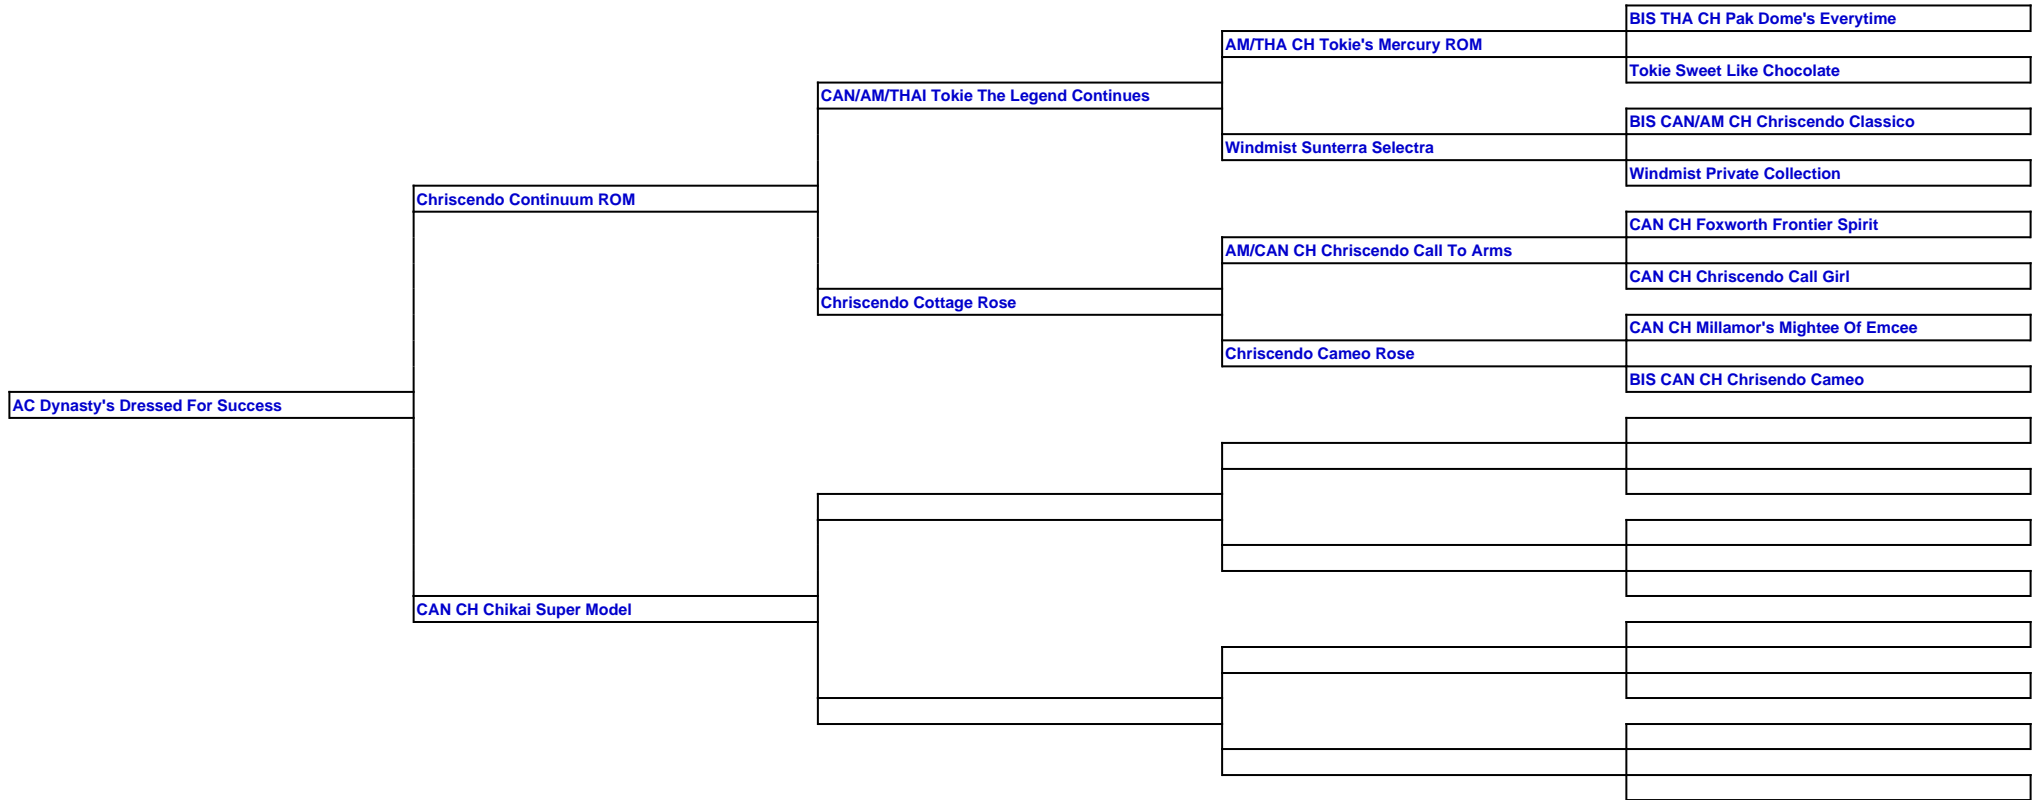 BIS THA CH Pak Dome's Everytime
AM/THA CH Tokie's Mercury ROM
Tokie Sweet Like Chocolate
CAN/AM/THAI Tokie The Legend Continues
BIS CAN/AM CH Chriscendo Classico
Windmist Sunterra Selectra
Windmist Private Collection
Chriscendo Continuum ROM
CAN CH Foxworth Frontier Spirit
AM/CAN CH Chriscendo Call To Arms
CAN CH Chriscendo Call Girl
Chriscendo Cottage Rose
CAN CH Millamor's Mightee Of Emcee
Chriscendo Cameo Rose
BIS CAN CH Chrisendo Cameo
AC Dynasty's Dressed For Success
CAN CH Chikai Super Model